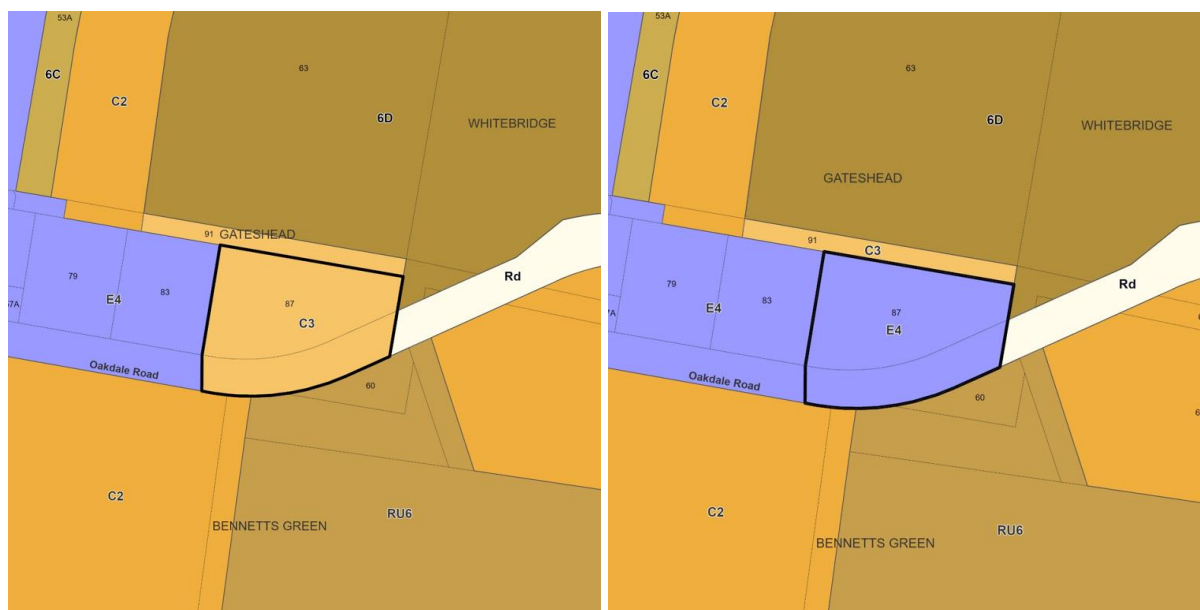 53A
6C
C2
63
6D
WHITEBRIDGE
91
GATESHEAD
79
83
E4
87
C3
Rd
57A
Oakdale Road
60
C2
RU6
BENNETTS GREEN
53A
6C
C2
63
6D
WHITEBRIDGE
GATESHEAD
91
C3
79
83
E4
87
E4
Rd
Oakdale Road
60
C2
RU6
BENNETTS GREEN